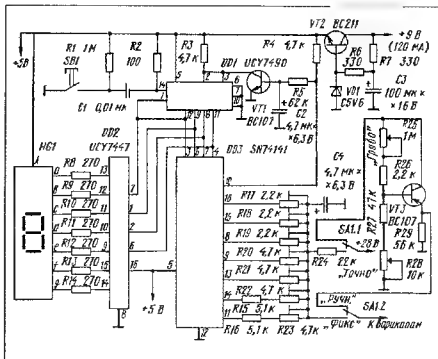 VT2 BC211
+9В
(120 мА)
+5В
R1 1М
SB1
R2
100
R3
4,7 к
DD1
UCY7490
R4 4,7 к
R6
330
R7
330
C1 0,01 мк
VT1
BC107
R5
62 к
C2
4,7 мк ×
×6,3 В
VD1
C5V6
C3
100 мк ×
×16 В
DD2
UCY7447
DD3 SN74141
HG1
R8 270
R9 270
R10 270
R11 270
R12 270
R13 270
R14 270
C4
4,7 мк ×
×6,3 В
"Грубо"
R25
1М
R26
2,2 к
R27 47 к
VT3
BC107
R29
56 к
R28
10 к
R17 2,2 к
R18 2,2 к
R19 2,2 к
R20 4,7 к
R21 4,7 к
R22 4,7 к
R15 5,1 к
R16 5,1 к
R23 4,7 к
SA1.1
+28 В
R24 22 к
"Точно"
"Ручн."
"Фикс"
SA1.2
К варикапам
+5 В